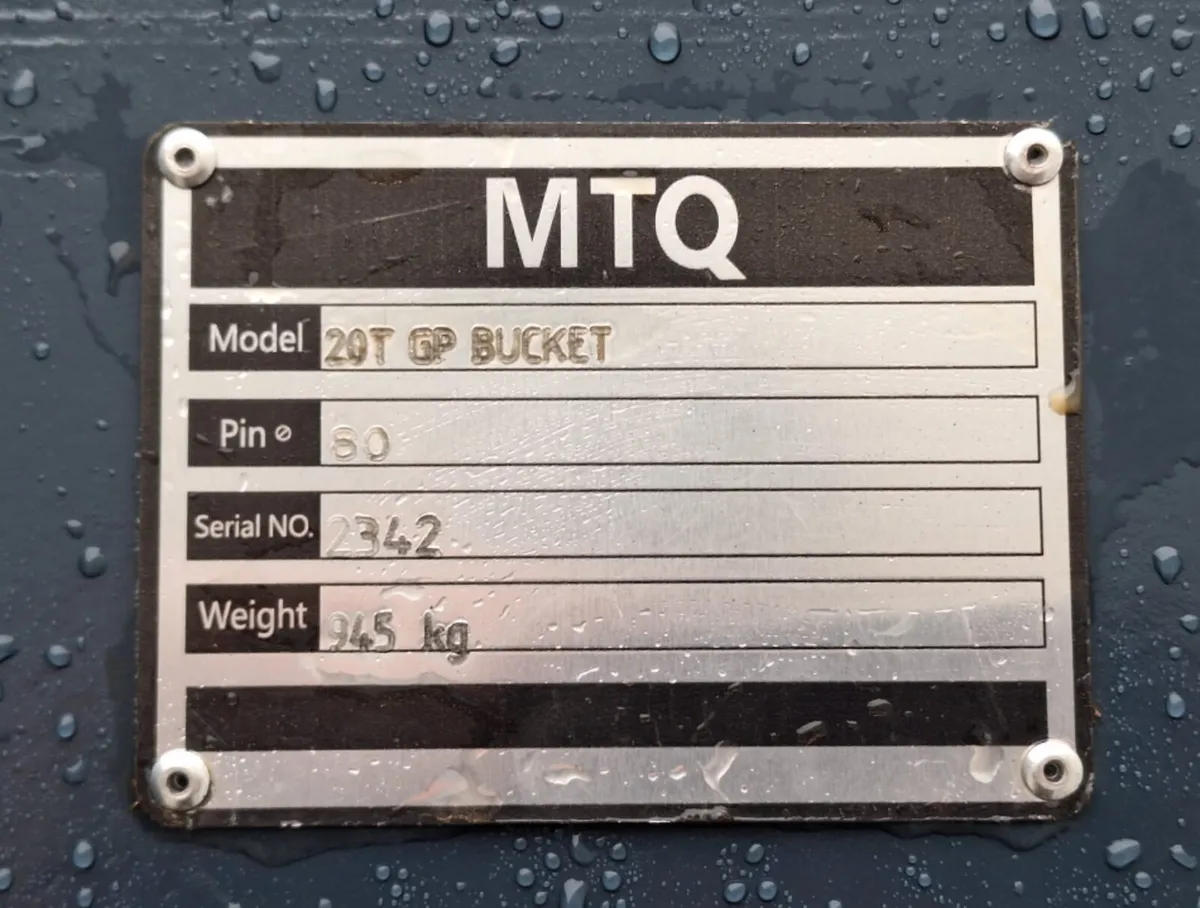 MTQ
Model 20T GP BUCKET
Pin ⌀ 80
Serial NO. 2342
Weight 945 kg